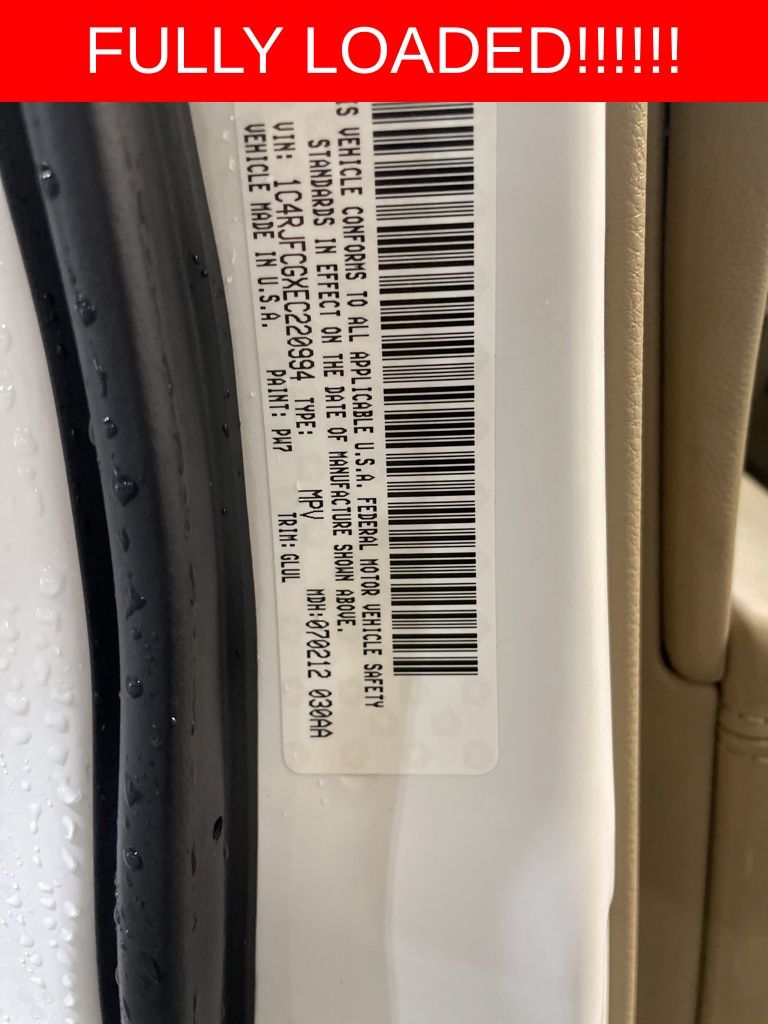 FULLY LOADED!!!!!!
IS VEHICLE CONFORMS TO ALL APPLICABLE U.S.A. FEDERAL MOTOR VEHICLE SAFETY
STANDARDS IN EFFECT ON THE DATE OF MANUFACTURE SHOWN ABOVE.
VIN: 1C4RJFCGXEC220994 TYPE: MPV MDH:070212 030AA
VEHICLE MADE IN U.S.A. PAINT: PW7 TRIM: GLUL